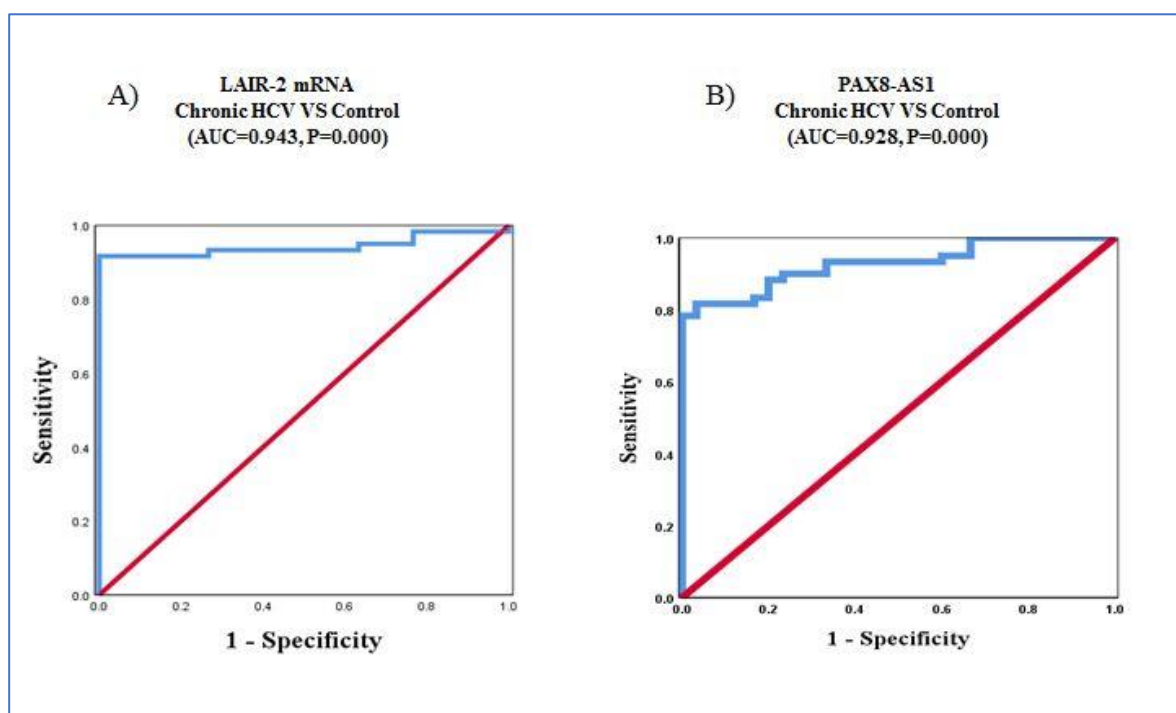 A)
LAIR-2 mRNA
Chronic HCV VS Control
(AUC=0.943, P=0.000)
1.0
0.8
0.6
0.4
0.2
0.0
Sensitivity
0.0 0.2 0.4 0.6 0.8 1.0
1 - Specificity
B)
PAX8-AS1
Chronic HCV VS Control
(AUC=0.928, P=0.000)
1.0
0.8
0.6
0.4
0.2
0.0
Sensitivity
0.0 0.2 0.4 0.6 0.8 1.0
1 - Specificity